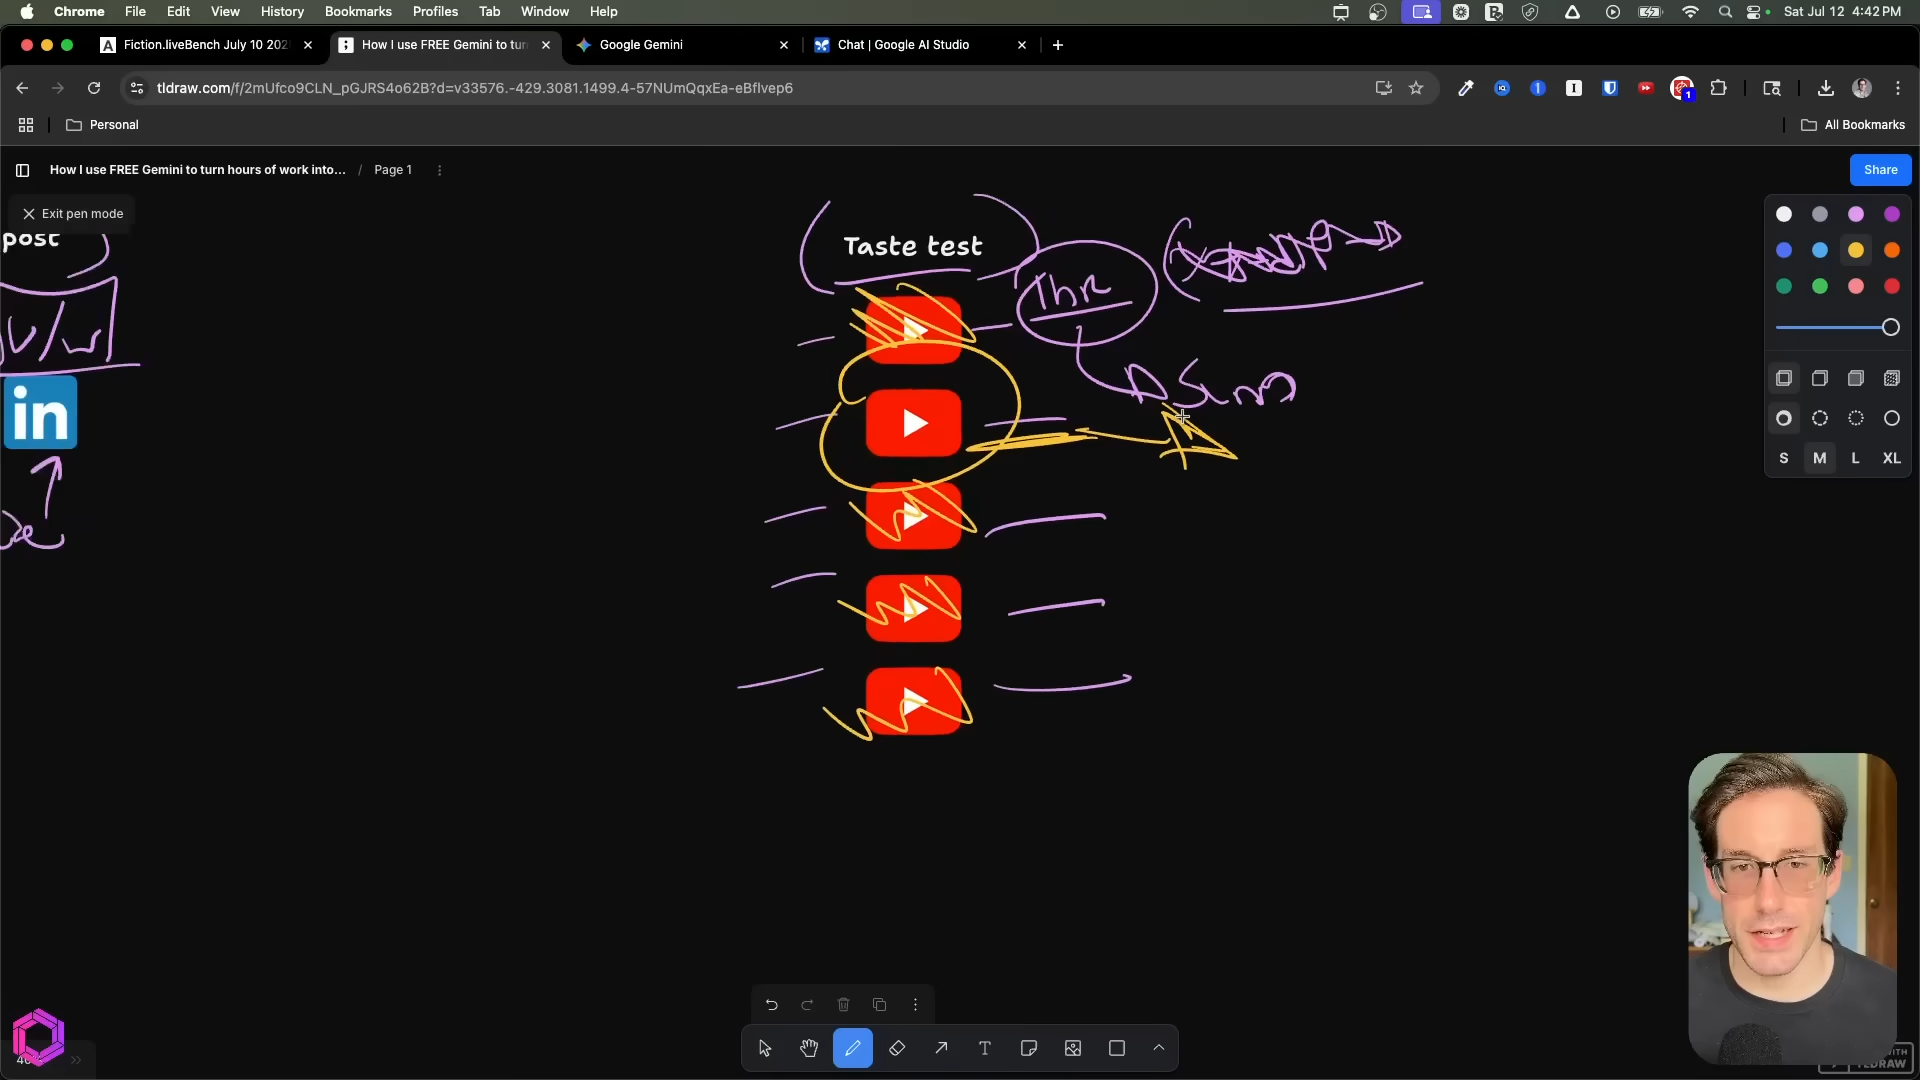 Chrome File Edit View History Bookmarks Profiles Tab Window Help Sat Jul 12 4:42 PM
Fiction.liveBench July 10 202
How I use FREE Gemini to tur
Google Gemini
Chat | Google AI Studio
tldraw.com/f/2mUfco9CLN_pGJRS4o62B?d=v33576.-429.3081.1499.4-57NUmQqxEa-eBflvep6
1
Personal
All Bookmarks
How I use FREE Gemini to turn hours of work into... / Page 1
Share
Exit pen mode
post
Taste test
Thr
v/w
in
S M L XL
T